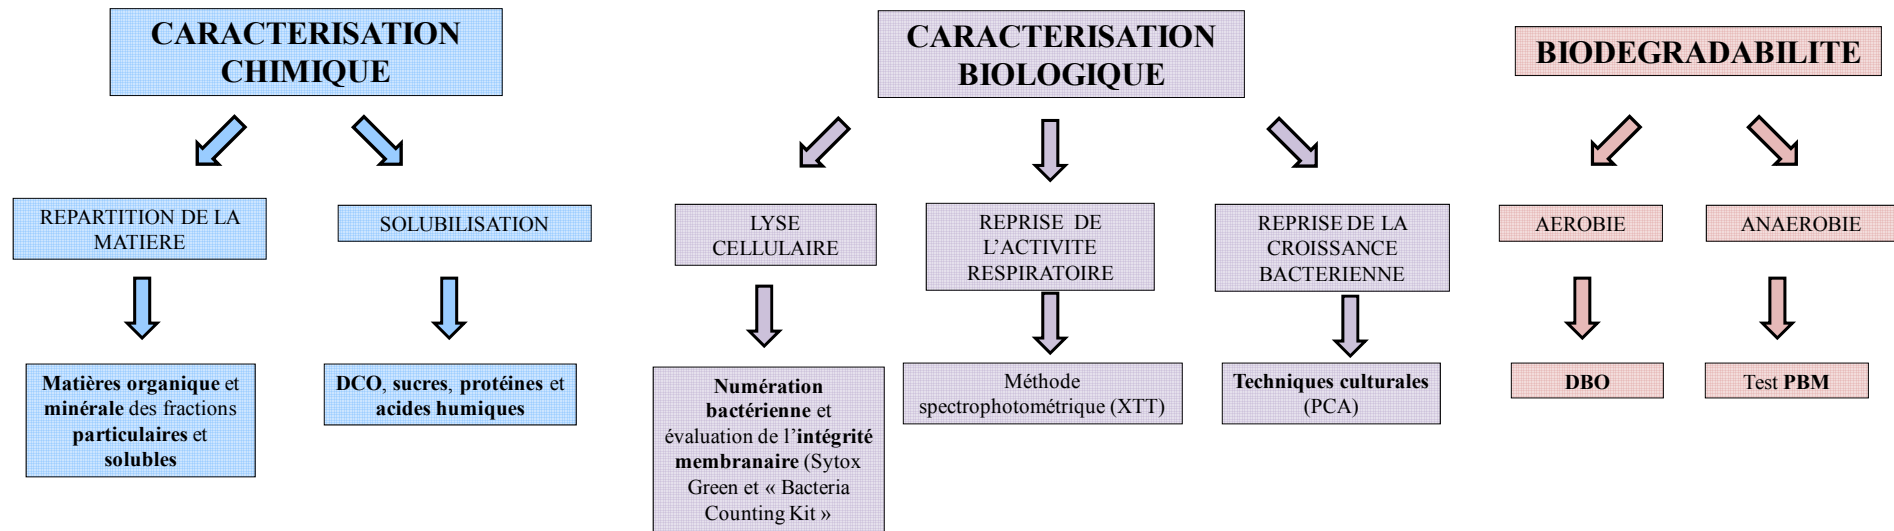 CARACTERISATION
CHIMIQUE
REPARTITION DE LA
MATIERE
SOLUBILISATION
Matières organique et
minérale des fractions
particulaires et
solubles
DCO, sucres, protéines et
acides humiques
CARACTERISATION
BIOLOGIQUE
LYSE
CELLULAIRE
REPRISE DE
L’ACTIVITE
RESPIRATOIRE
REPRISE DE LA
CROISSANCE
BACTERIENNE
Numération
bactérienne et
évaluation de l’intégrité
membranaire (Sytox
Green et « Bacteria
Counting Kit »
Méthode
spectrophotométrique (XTT)
Techniques culturales
(PCA)
BIODEGRADABILITE
AEROBIE
ANAEROBIE
DBO
Test PBM